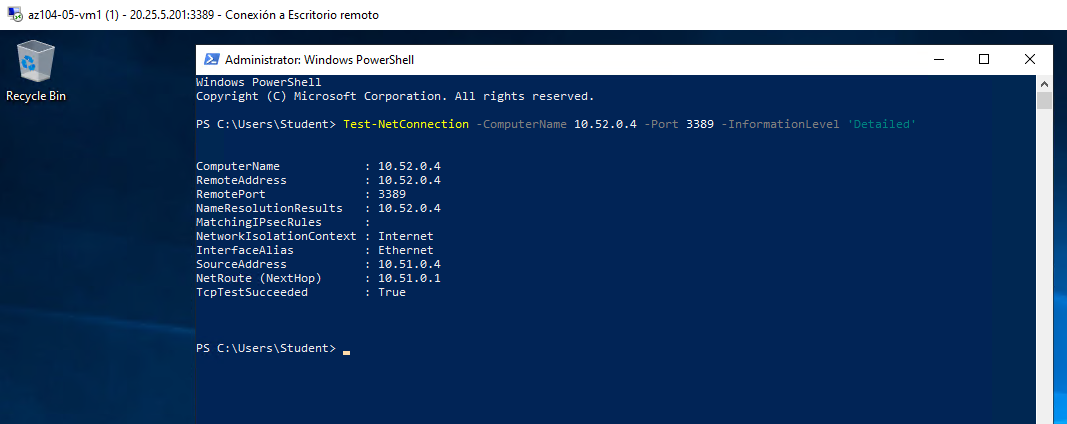 az104-05-vm1 (1) - 20.25.5.201:3389 - Conexión a Escritorio remoto
Recycle Bin
Administrator: Windows PowerShell
Windows PowerShell
Copyright (C) Microsoft Corporation. All rights reserved.
PS C:\Users\Student> Test-NetConnection -ComputerName 10.52.0.4 -Port 3389 -InformationLevel 'Detailed'
ComputerName : 10.52.0.4
RemoteAddress : 10.52.0.4
RemotePort : 3389
NameResolutionResults : 10.52.0.4
MatchingIPsecRules :
NetworkIsolationContext : Internet
InterfaceAlias : Ethernet
SourceAddress : 10.51.0.4
NetRoute (NextHop) : 10.51.0.1
TcpTestSucceeded : True
PS C:\Users\Student>